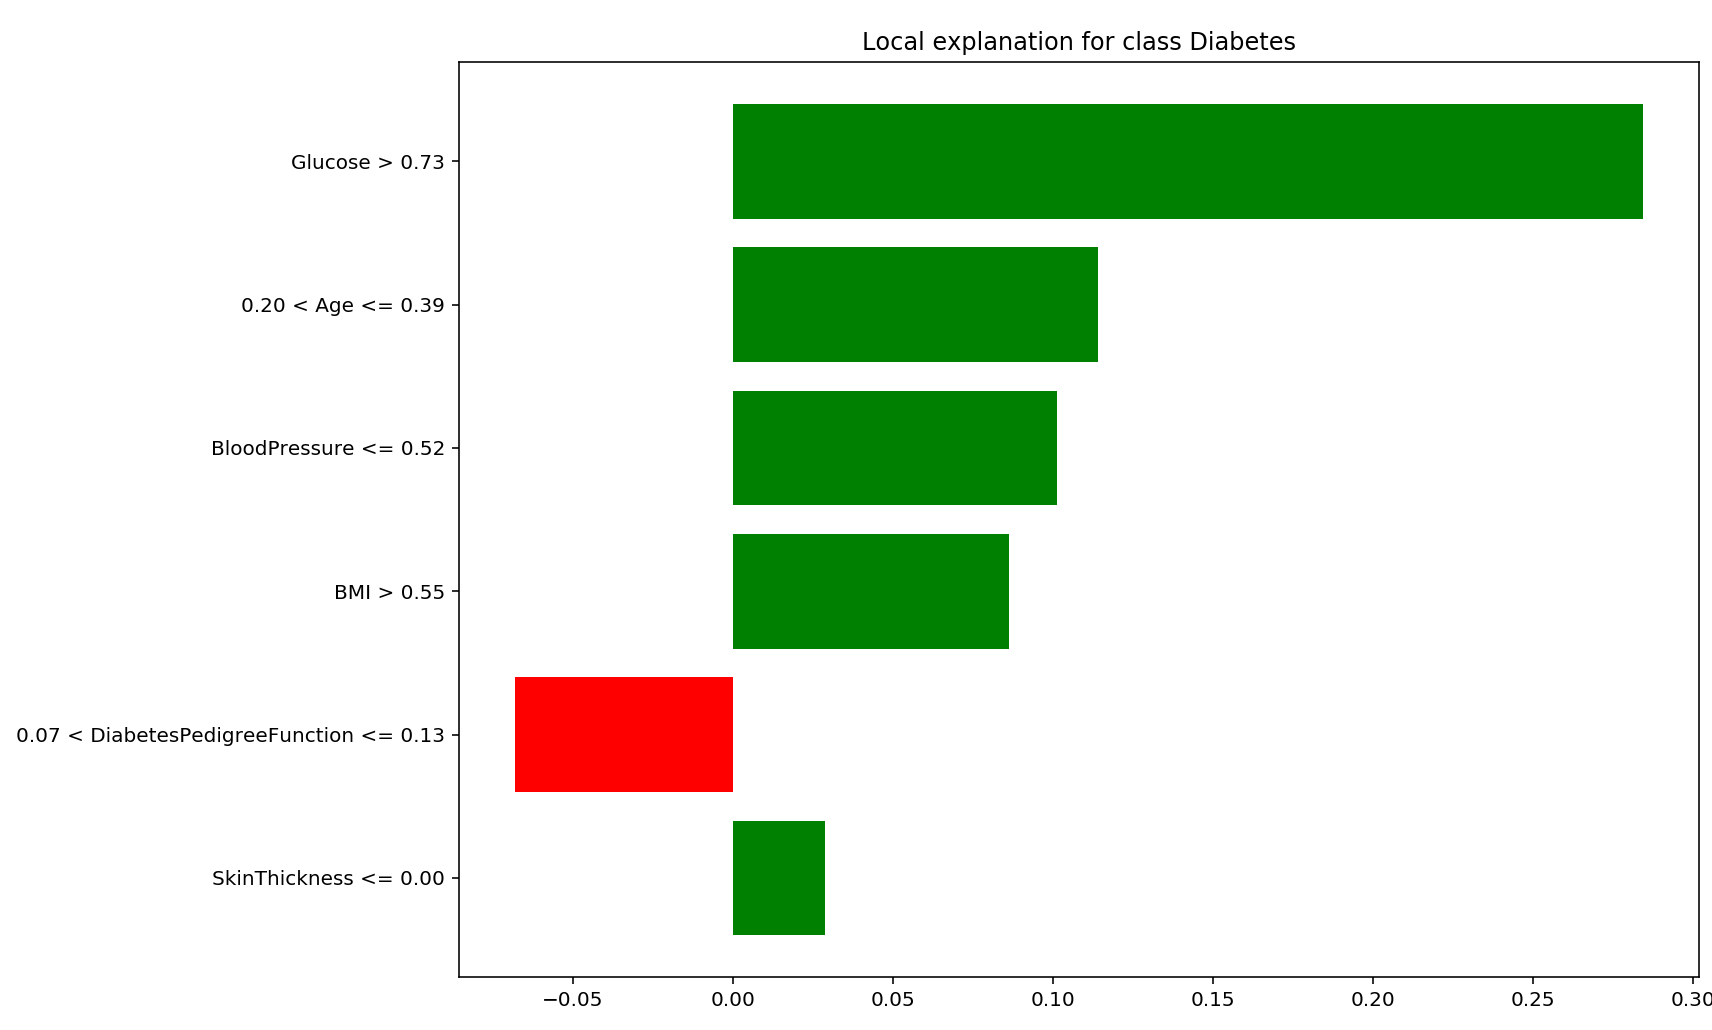 Local explanation for class Diabetes
Glucose > 0.73
0.20 < Age <= 0.39
BloodPressure <= 0.52
BMI > 0.55
0.07 < DiabetesPedigreeFunction <= 0.13
SkinThickness <= 0.00
−0.05 0.00 0.05 0.10 0.15 0.20 0.25 0.30